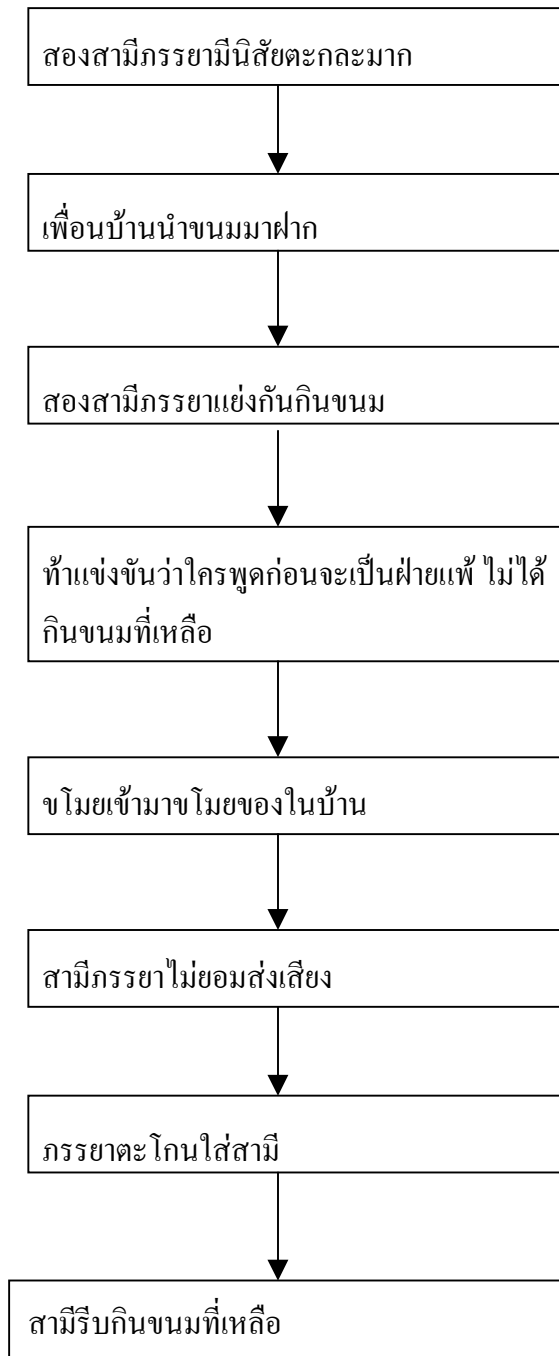 สองสามีภรรยามีนิสัยตะกละมาก
เพื่อนบ้านนำขนมมาฝาก
สองสามีภรรยาแย่งกันกินขนม
ท้าแข่งขันว่าใครพูดก่อนจะเป็นฝ่ายแพ้ ไม่ได้
กินขนมที่เหลือ
ขโมยเข้ามาขโมยของในบ้าน
สามีภรรยาไม่ยอมส่งเสียง
ภรรยาตะโกนใส่สามี
สามีรีบกินขนมที่เหลือ